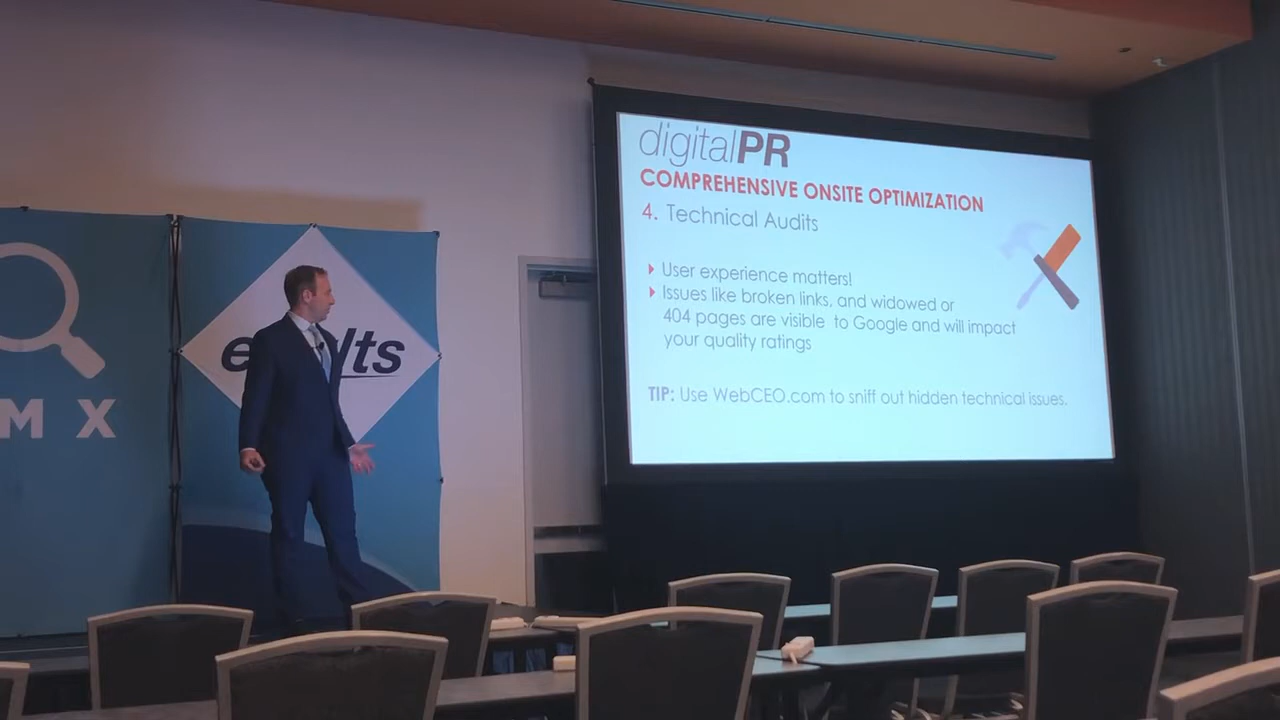 digitalPR
COMPREHENSIVE ONSITE OPTIMIZATION
4. Technical Audits
User experience matters!
Issues like broken links, and widowed or
404 pages are visible to Google and will impact
your quality ratings
TIP: Use WebCEO.com to sniff out hidden technical issues.
M X